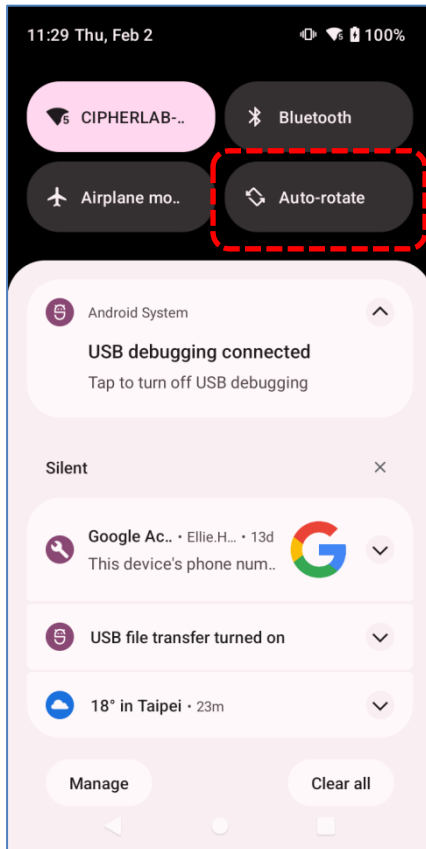 11:29 Thu, Feb 2 100%
CIPHERLAB-.. Bluetooth
Airplane mo.. Auto-rotate
Android System
USB debugging connected
Tap to turn off USB debugging
Silent
Google Ac.. • Ellie.H... • 13d
This device's phone num..
USB file transfer turned on
18° in Taipei • 23m
Manage Clear all